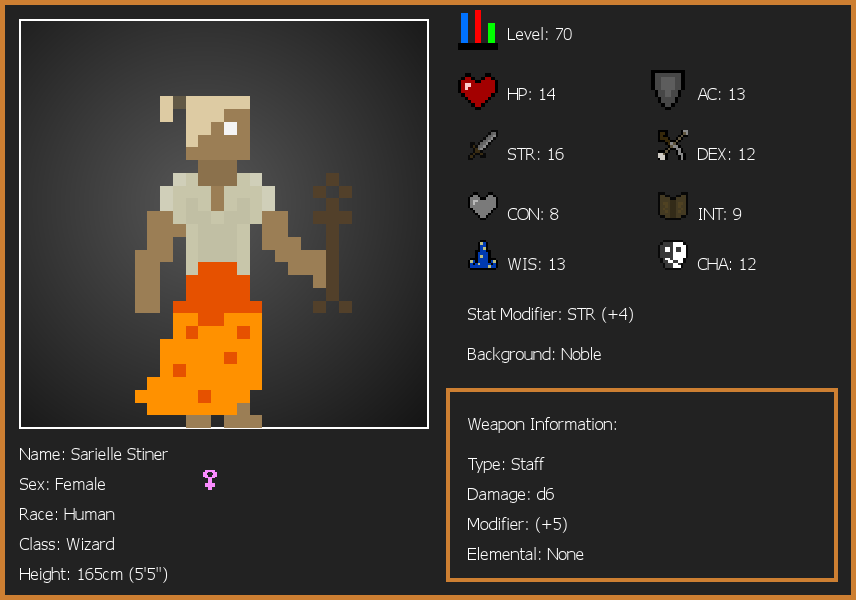 Level: 70
HP: 14
AC: 13
STR: 16
DEX: 12
CON: 8
INT: 9
WIS: 13
CHA: 12
Stat Modifier: STR (+4)
Background: Noble
Weapon Information:
Type: Staff
Damage: d6
Modifier: (+5)
Elemental: None
Name: Sarielle Stiner
Sex: Female
Race: Human
Class: Wizard
Height: 165cm (5'5")